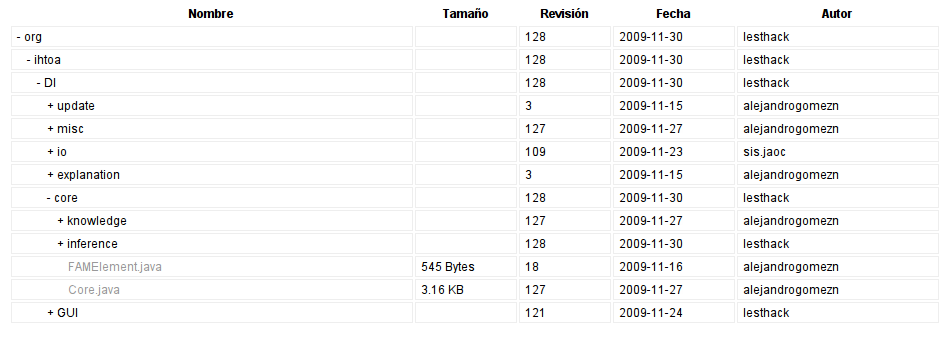 Nombre Tamaño Revisión Fecha Autor
- org 128 2009-11-30 lesthack
- ihtoa 128 2009-11-30 lesthack
- DI 128 2009-11-30 lesthack
+ update 3 2009-11-15 alejandrogomezn
+ misc 127 2009-11-27 alejandrogomezn
+ io 109 2009-11-23 sis.jaoc
+ explanation 3 2009-11-15 alejandrogomezn
- core 128 2009-11-30 lesthack
+ knowledge 127 2009-11-27 alejandrogomezn
+ inference 128 2009-11-30 lesthack
FAMElement.java 545 Bytes 18 2009-11-16 alejandrogomezn
Core.java 3.16 KB 127 2009-11-27 alejandrogomezn
+ GUI 121 2009-11-24 lesthack